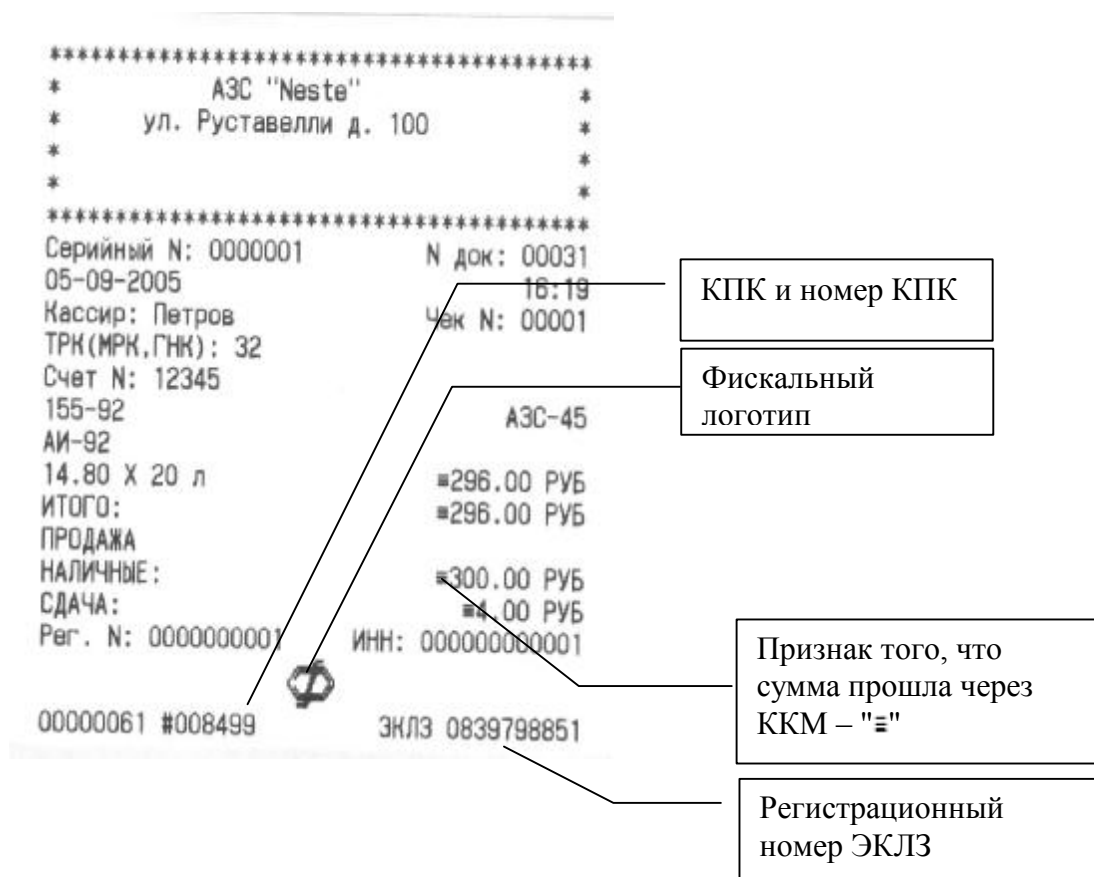 ****************************************
* АЗС "Neste" *
* ул. Руставелли д. 100 *
* *
* *
****************************************
Серийный N: 0000001 N док: 00031
05-09-2005 16:19
Кассир: Петров Чек N: 00001
ТРК(МРК,ГНК): 32
Счет N: 12345
155-92 АЗС-45
АИ-92
14.80 X 20 л ≡296.00 РУБ
ИТОГО: ≡296.00 РУБ
ПРОДАЖА
НАЛИЧНЫЕ: ≡300.00 РУБ
СДАЧА: ≡4.00 РУБ
Рег. N: 0000000001 ИНН: 000000000001
00000061 #008499 ЭКЛЗ 0839798851
КПК и номер КПК
Фискальный
логотип
Признак того, что
сумма прошла через
ККМ – "≡"
Регистрационный
номер ЭКЛЗ